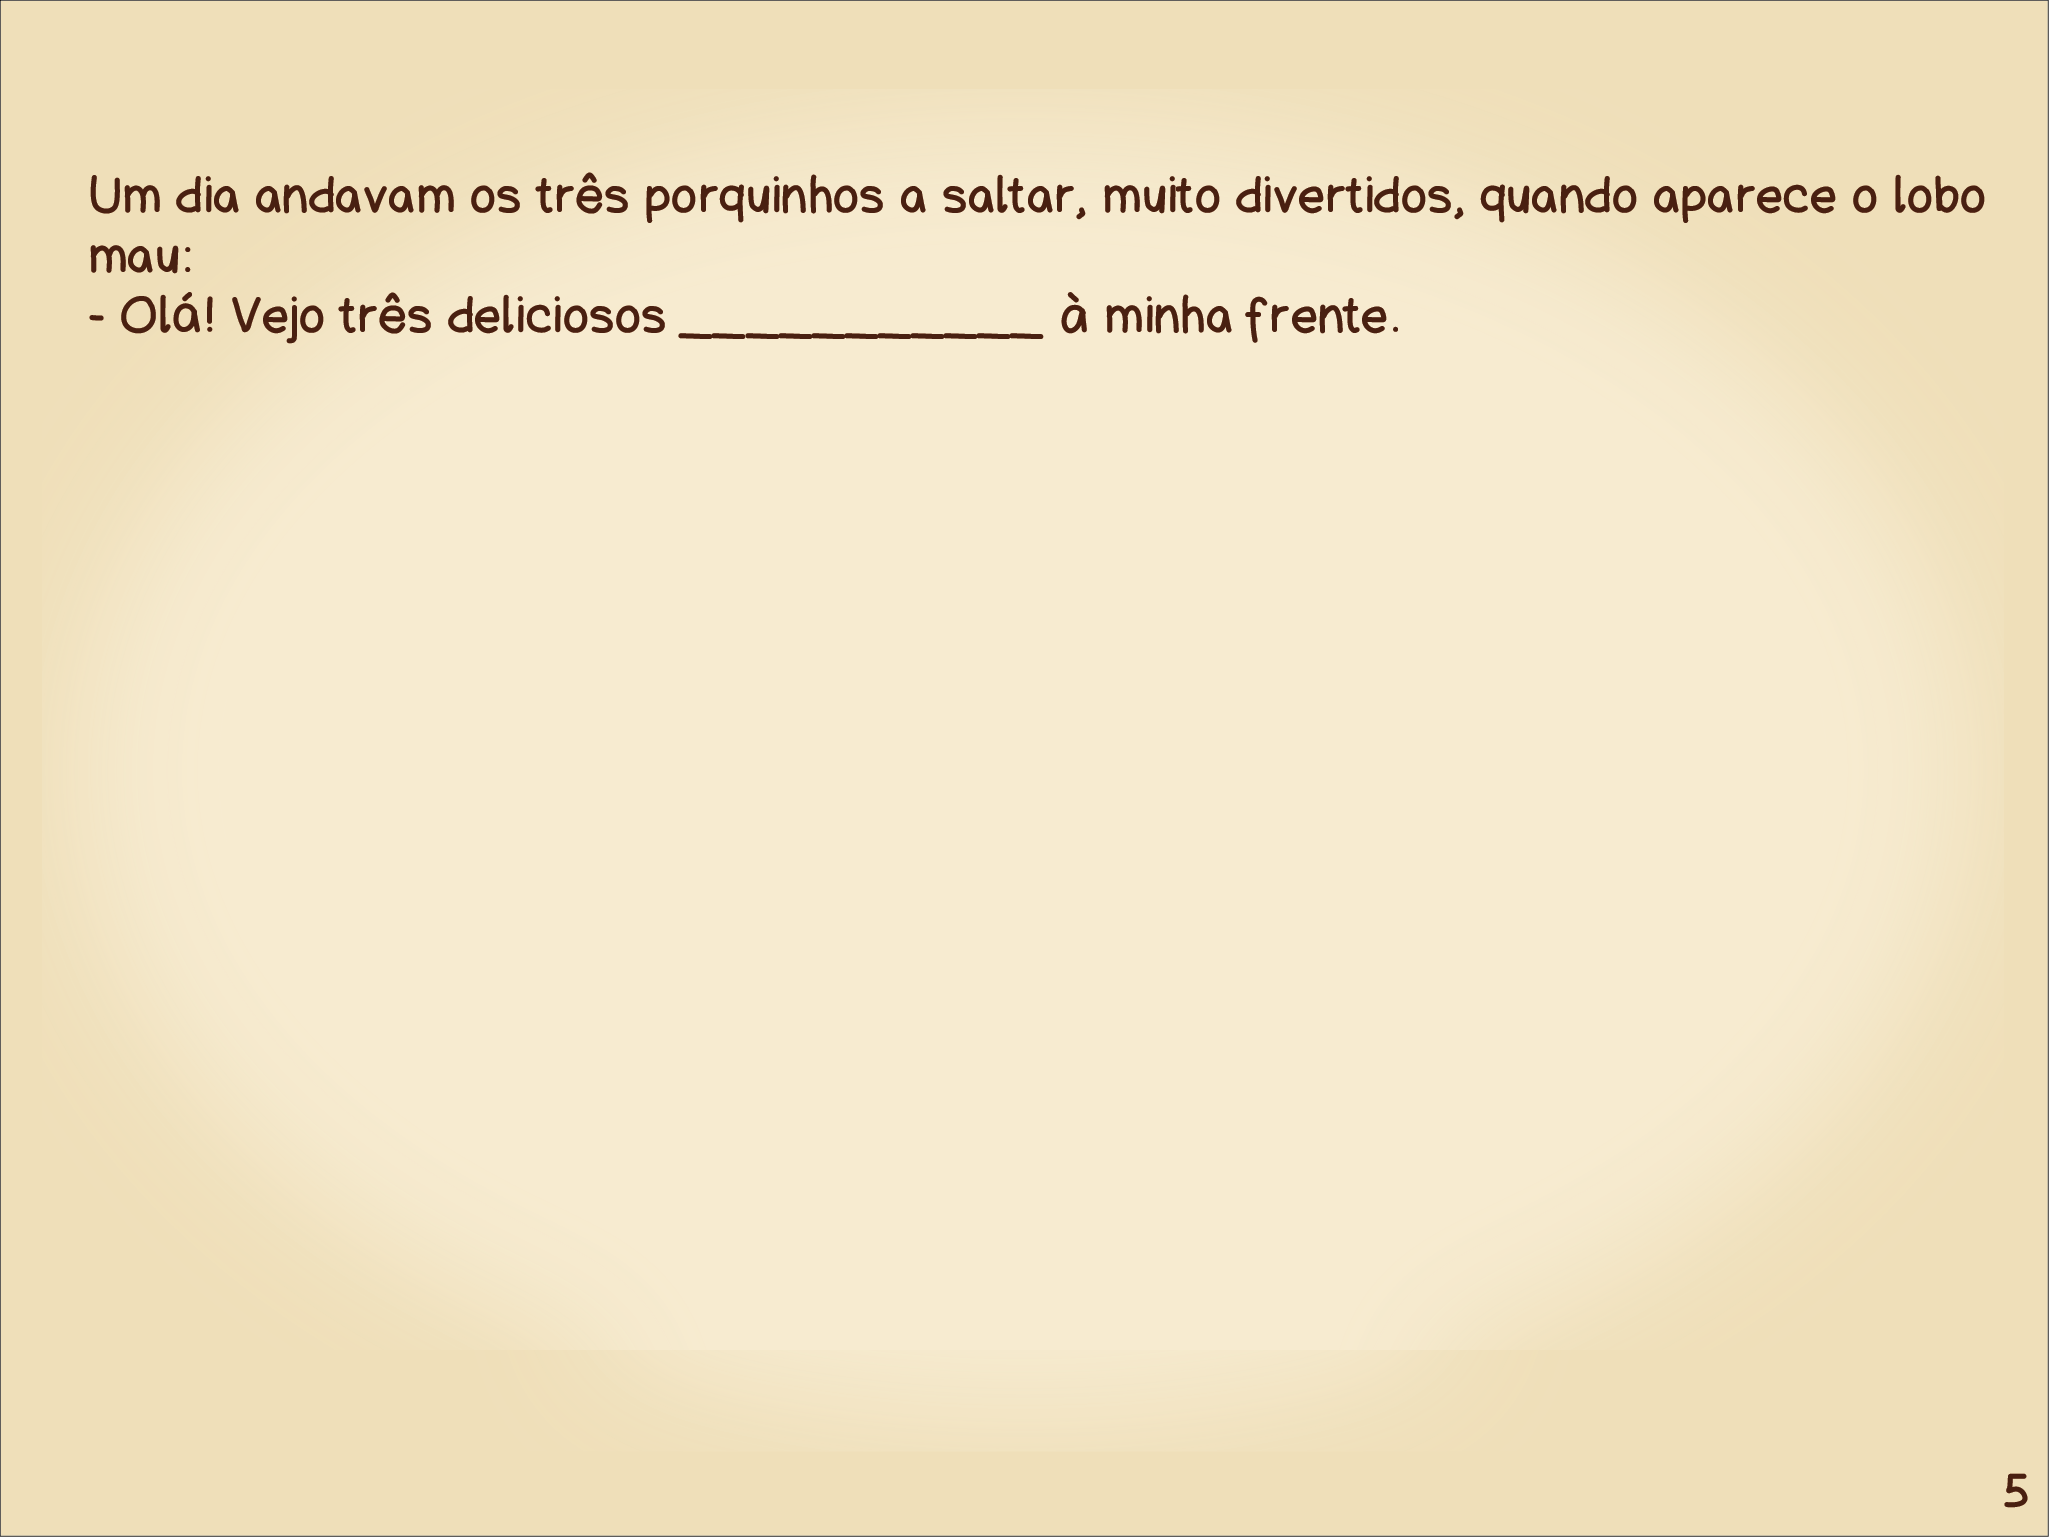 Um dia andavam os três porquinhos a saltar, muito divertidos, quando aparece o lobo
mau:
- Olá! Vejo três deliciosos ___________ à minha frente.
5